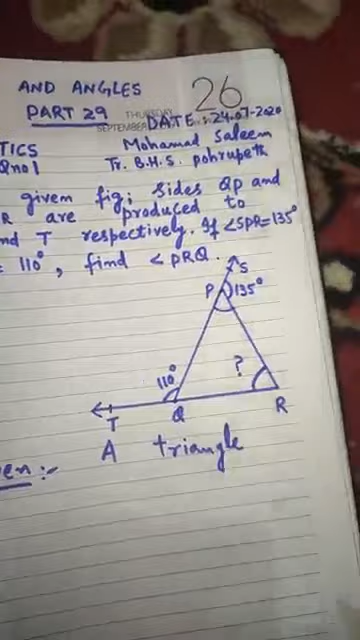 AND ANGLES
PART 29
THURSDAY
26
SEPTEMBER
DATE :- 24-07-2020
TICS
Mohamad Saleem
Qno1
Tr. B.H.S. pohrupeth
given fig; sides QP and
R are produced to
nd T respectively. If <SPR=135°
= 110°, find <PRQ.
S
P
135°
110°
?
T
Q
R
A triangle
en:-